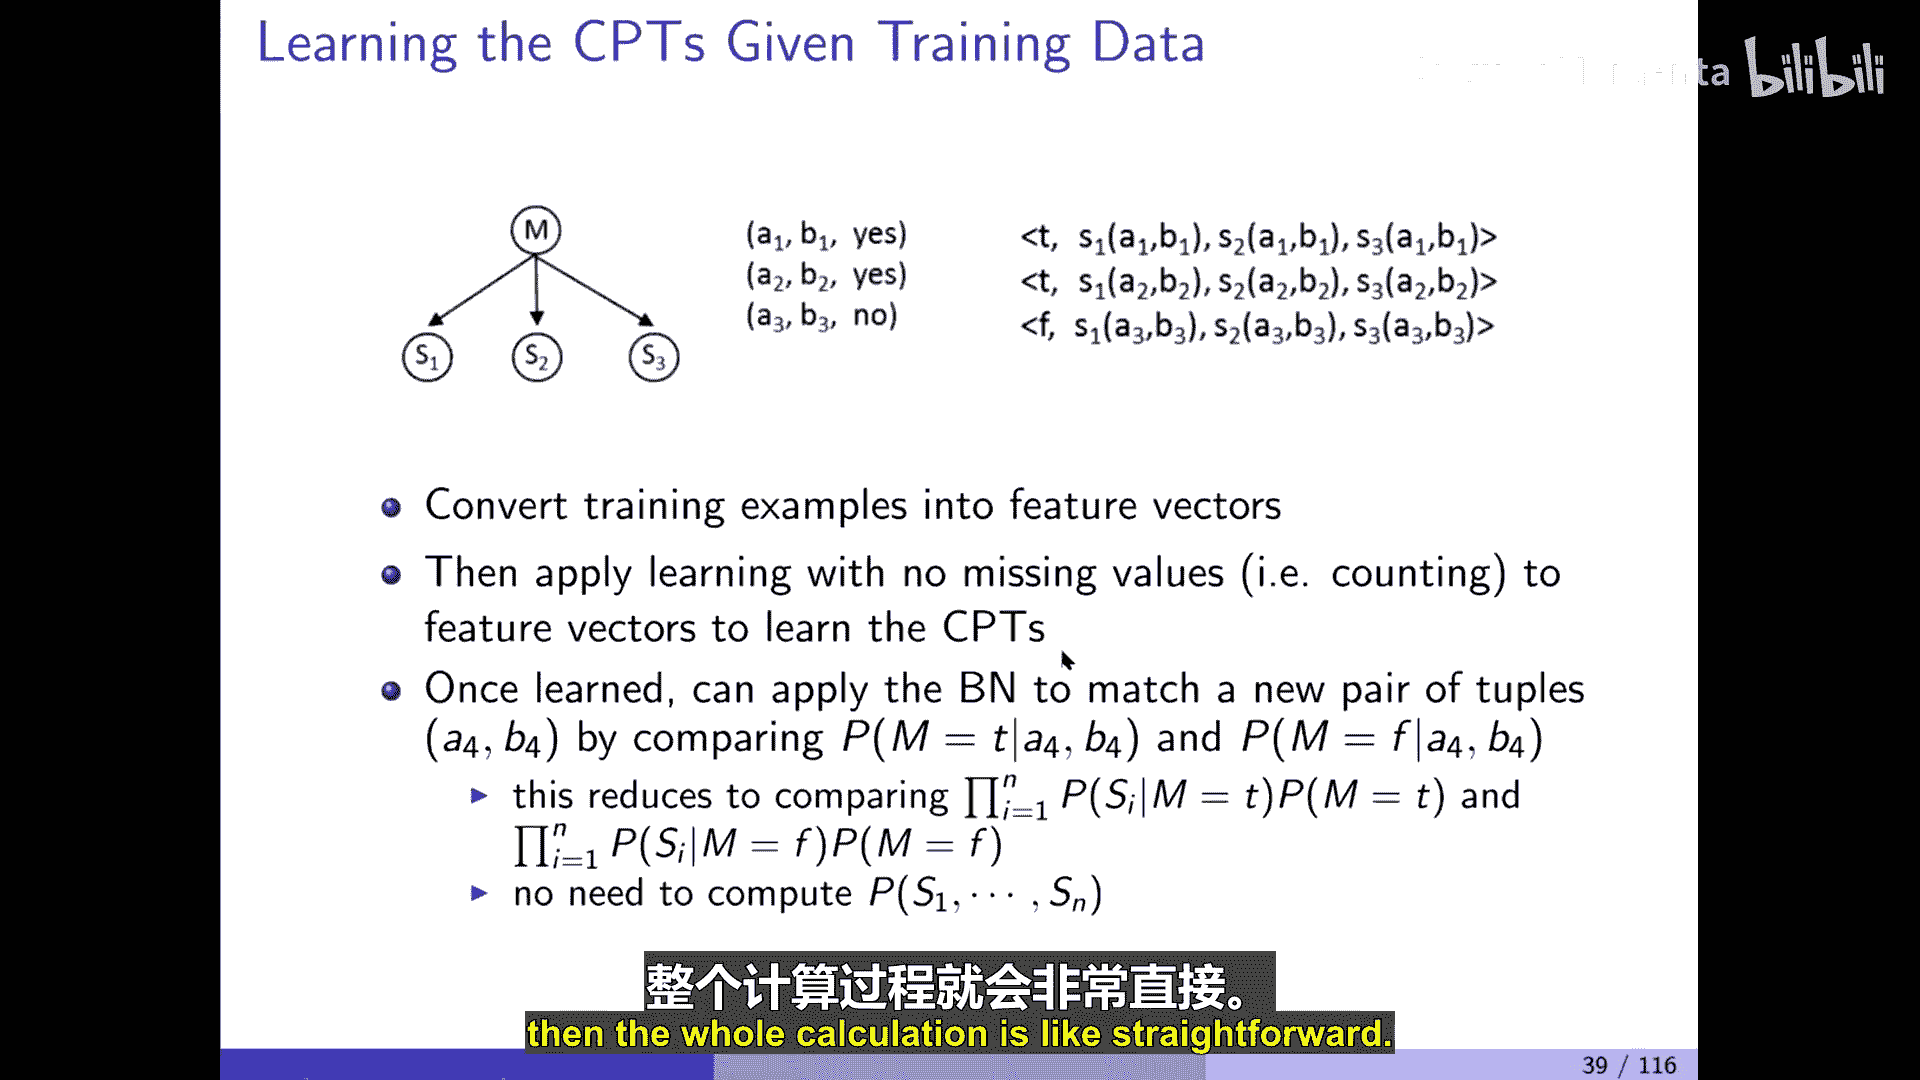 Learning the CPTs Given Training Data
bilibili
M
S₁ S₂ S₃
(a₁, b₁, yes)
(a₂, b₂, yes)
(a₃, b₃, no)
<t, s₁(a₁,b₁), s₂(a₁,b₁), s₃(a₁,b₁)>
<t, s₁(a₂,b₂), s₂(a₂,b₂), s₃(a₂,b₂)>
<f, s₁(a₃,b₃), s₂(a₃,b₃), s₃(a₃,b₃)>
Convert training examples into feature vectors
Then apply learning with no missing values (i.e. counting) to
feature vectors to learn the CPTs
Once learned, can apply the BN to match a new pair of tuples
(a₄, b₄) by comparing P(M = t|a₄, b₄) and P(M = f|a₄, b₄)
this reduces to comparing ∏ⁿᵢ₌₁ P(Sᵢ|M = t)P(M = t) and
∏ⁿᵢ₌₁ P(Sᵢ|M = f)P(M = f)
no need to compute P(S₁, ⋯ , Sₙ)
整个计算过程就会非常直接。
then the whole calculation is like straightforward.
39 / 116